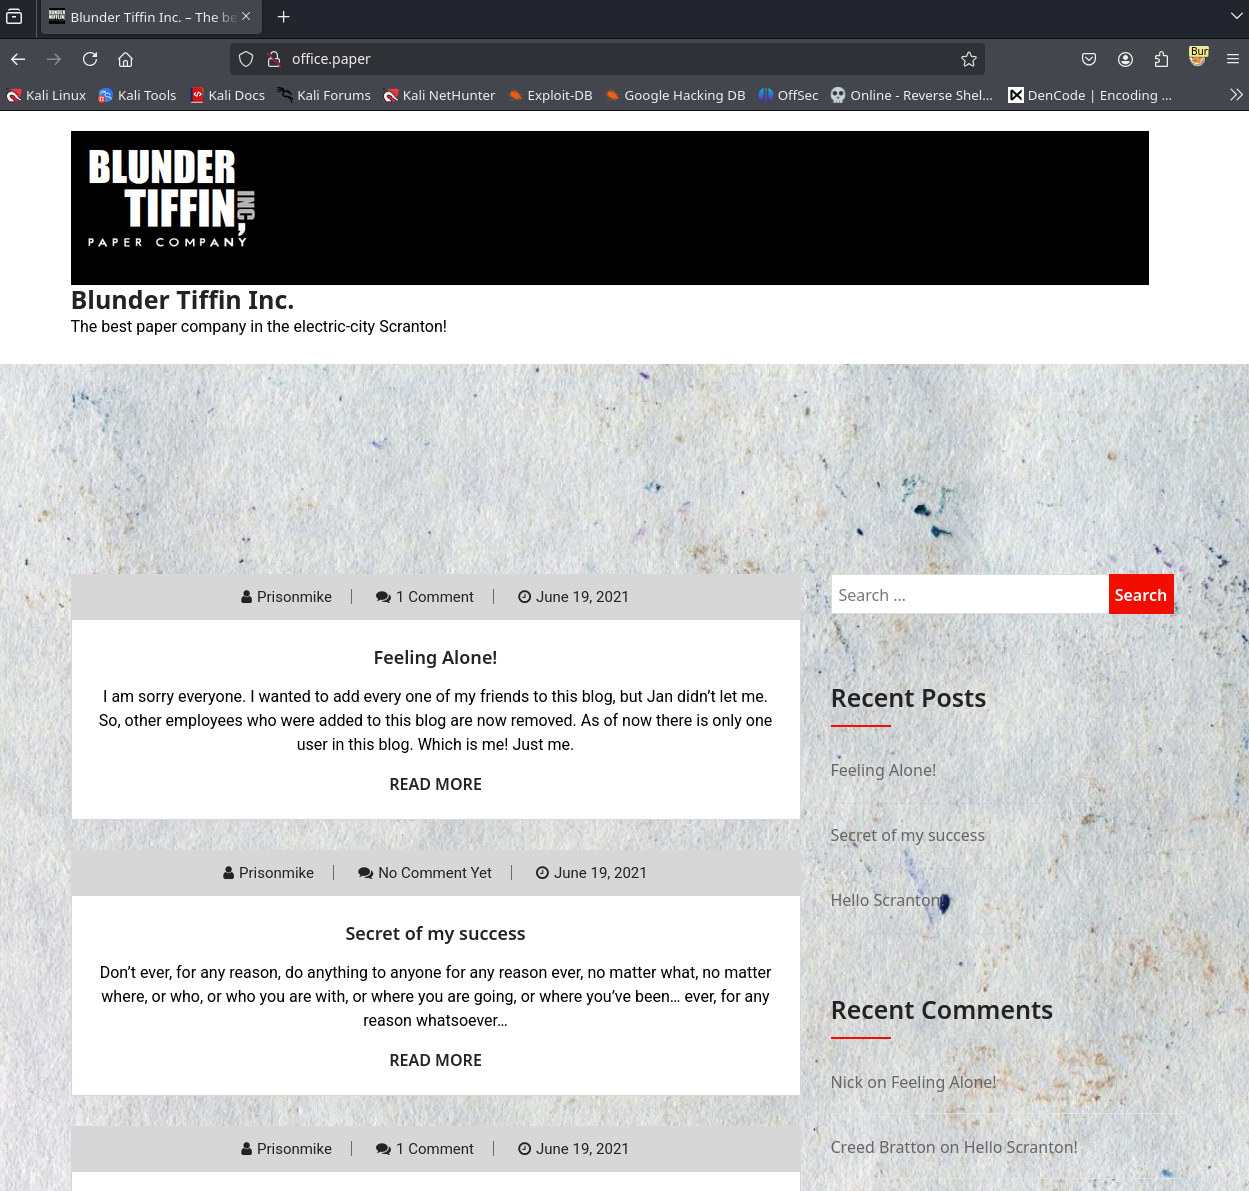 Blunder Tiffin Inc. – The be
office.paper
Bur
Kali Linux Kali Tools Kali Docs Kali Forums Kali NetHunter Exploit-DB Google Hacking DB OffSec Online - Reverse Shel... DenCode | Encoding ...
BLUNDER
TIFFIN INC,
PAPER COMPANY
Blunder Tiffin Inc.
The best paper company in the electric-city Scranton!
Prisonmike 1 Comment June 19, 2021
Feeling Alone!
I am sorry everyone. I wanted to add every one of my friends to this blog, but Jan didn’t let me.
So, other employees who were added to this blog are now removed. As of now there is only one
user in this blog. Which is me! Just me.
READ MORE
Prisonmike No Comment Yet June 19, 2021
Secret of my success
Don’t ever, for any reason, do anything to anyone for any reason ever, no matter what, no matter
where, or who, or who you are with, or where you are going, or where you’ve been… ever, for any
reason whatsoever…
READ MORE
Prisonmike 1 Comment June 19, 2021
Search …
Search
Recent Posts
Feeling Alone!
Secret of my success
Hello Scranton!
Recent Comments
Nick on Feeling Alone!
Creed Bratton on Hello Scranton!